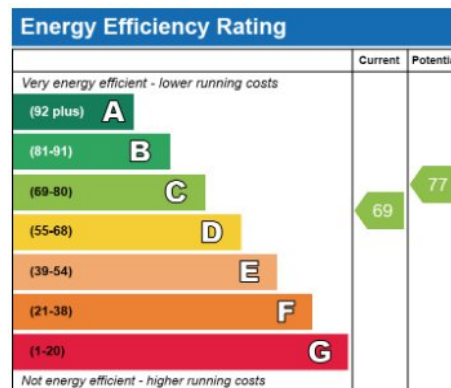 Energy Efficiency Rating
Current Potenti
Very energy efficient - lower running costs
(92 plus) A
(81-91) B
(69-80) C
77
69
(55-68) D
(39-54) E
(21-38) F
(1-20) G
Not energy efficient - higher running costs